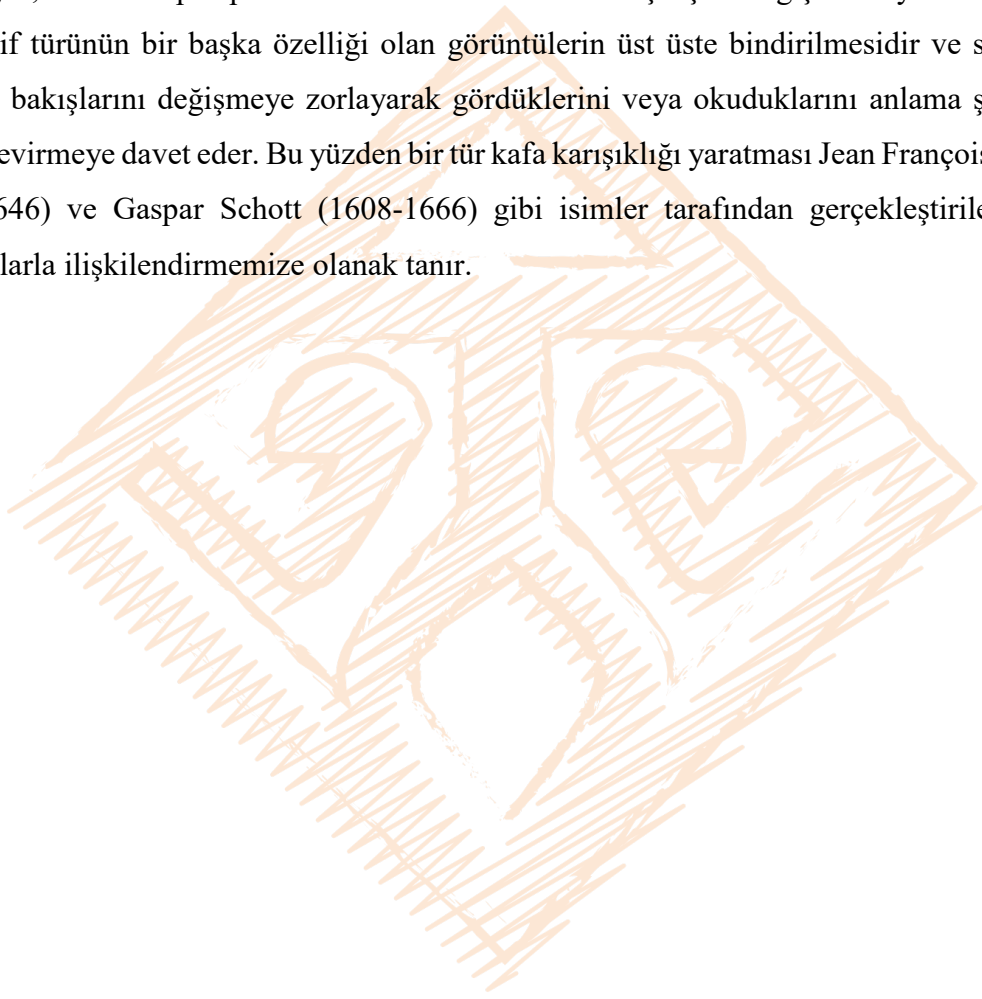 if türünün bir başka özelliği olan görüntülerin üst üste bindirilmesidir ve s
bakışlarını değişmeye zorlayarak gördüklerini veya okuduklarını anlama ş
evirmeye davet eder. Bu yüzden bir tür kafa karışıklığı yaratması Jean François
646) ve Gaspar Schott (1608-1666) gibi isimler tarafından gerçekleştirile
larla ilişkilendirmemize olanak tanır.